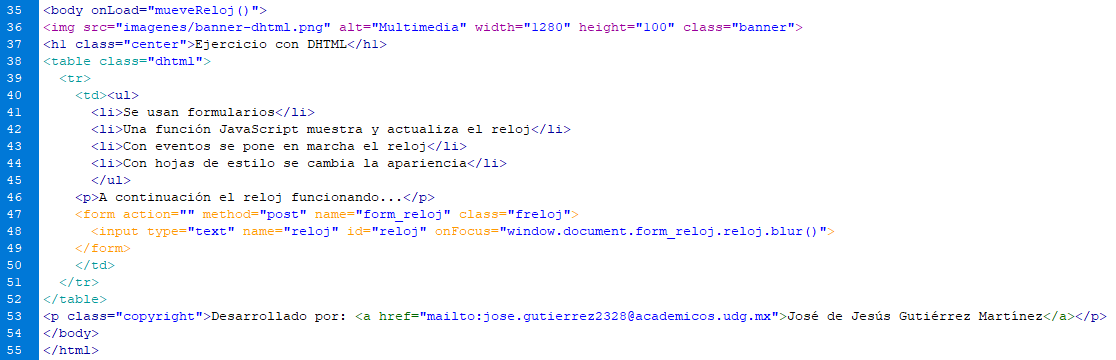 35 <body onLoad="mueveReloj()">
36 <img src="imagenes/banner-dhtml.png" alt="Multimedia" width="1280" height="100" class="banner">
37 <h1 class="center">Ejercicio con DHTML</h1>
38 <table class="dhtml">
39   <tr>
40     <td><ul>
41       <li>Se usan formularios</li>
42       <li>Una función JavaScript muestra y actualiza el reloj</li>
43       <li>Con eventos se pone en marcha el reloj</li>
44       <li>Con hojas de estilo se cambia la apariencia</li>
45       </ul>
46     <p>A continuación el reloj funcionando...</p>
47     <form action="" method="post" name="form_reloj" class="freloj">
48       <input type="text" name="reloj" id="reloj" onFocus="window.document.form_reloj.reloj.blur()">
49     </form>
50     </td>
51   </tr>
52 </table>
53 <p class="copyright">Desarrollado por: <a href="mailto:jose.gutierrez2328@academicos.udg.mx">José de Jesús Gutiérrez Martínez</a></p>
54 </body>
55 </html>